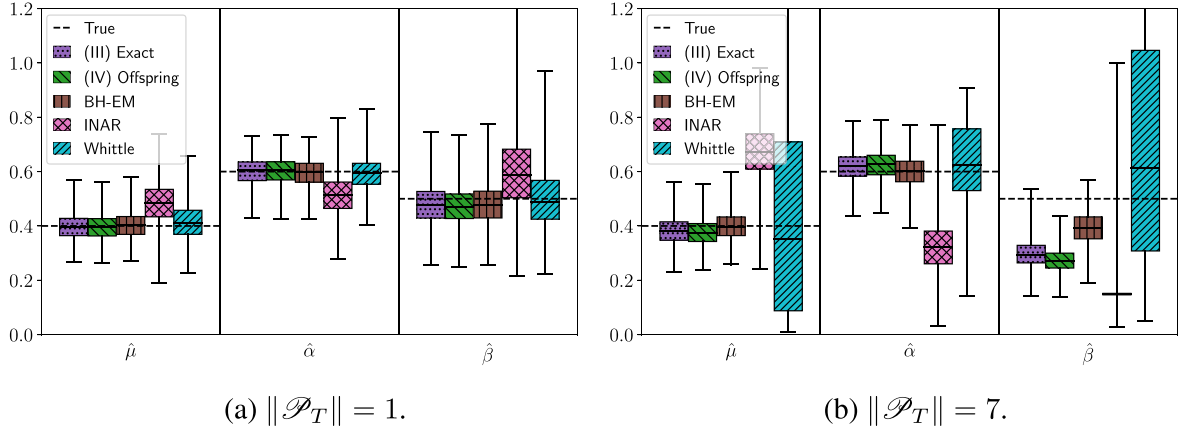 1.2
1.0
0.8
0.6
0.4
0.2
0.0
True
(III) Exact
(IV) Offspring
BH-EM
INAR
Whittle
μ̂
α̂
β̂
(a) ‖𝒫_T‖ = 1.
1.2
1.0
0.8
0.6
0.4
0.2
0.0
True
(III) Exact
(IV) Offspring
BH-EM
INAR
Whittle
μ̂
α̂
β̂
(b) ‖𝒫_T‖ = 7.